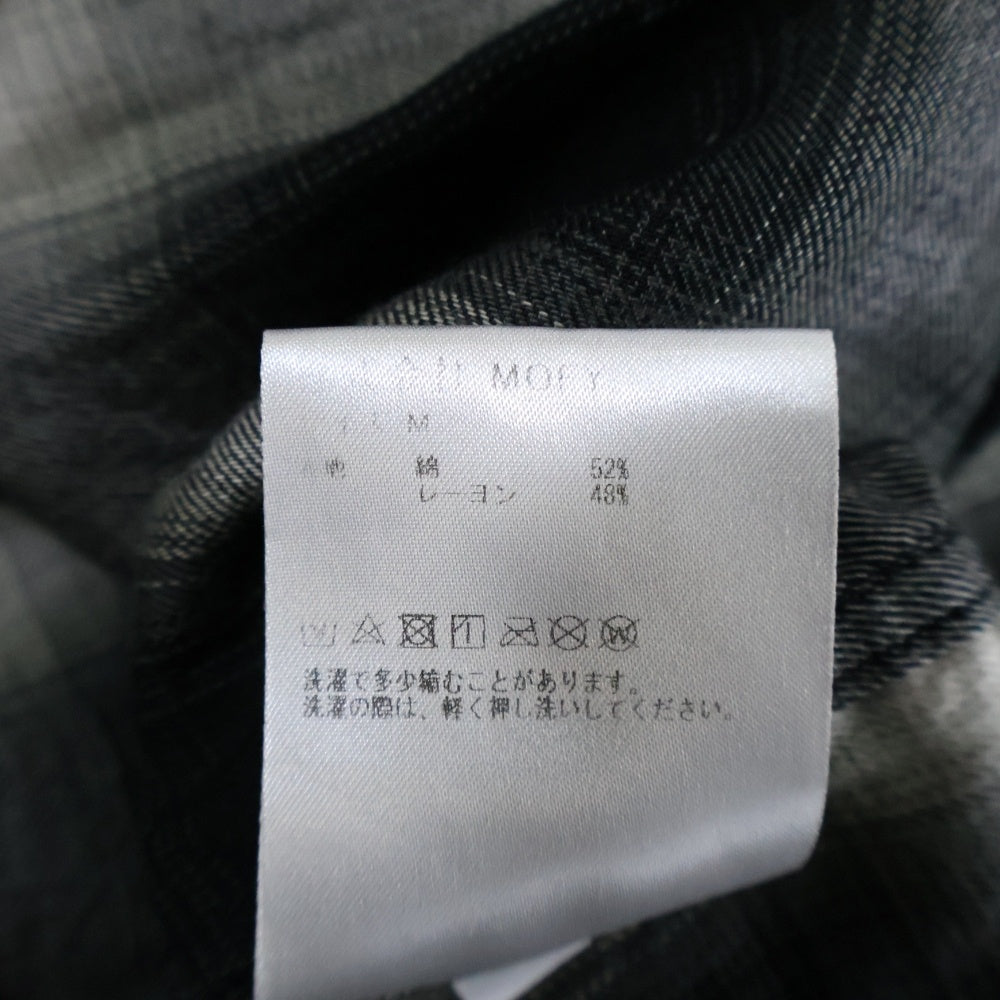 MOEY
M
綿 52%
レーヨン 48%
洗濯で多少縮むことがあります。
洗濯の際は、軽く押し洗いしてください。